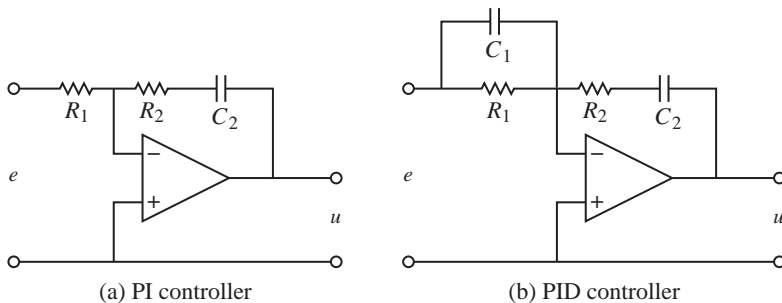 R1
R2
C2
−
+
e
u
(a) PI controller
C1
R1
R2
C2
−
+
e
u
(b) PID controller